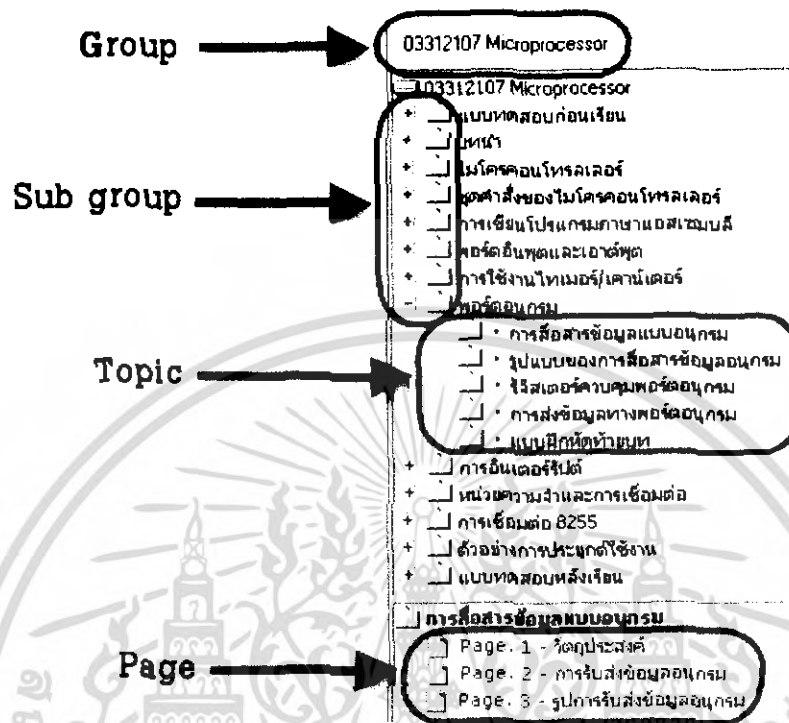 Group
03312107 Microprocessor
03312107 Microprocessor
แบบทดสอบก่อนเรียน
บทนำ
ไมโครคอนโทรลเลอร์
Sub group
ชุดคำสั่งของไมโครคอนโทรลเลอร์
การเขียนโปรแกรมภาษาแอสเซมบลี
พอร์ตอินพุตและเอาต์พุต
การใช้งานไทเมอร์/เคาน์เตอร์
พอร์ตอนุกรม
• การสื่อสารข้อมูลแบบอนุกรม
• รูปแบบของการสื่อสารข้อมูลอนุกรม
Topic
• รีจิสเตอร์ควบคุมพอร์ตอนุกรม
• การส่งข้อมูลทางพอร์ตอนุกรม
• แบบฝึกหัดท้ายบท
การอินเตอร์รัปต์
หน่วยความจำและการเชื่อมต่อ
การเชื่อมต่อ 8255
ตัวอย่างการประยุกต์ใช้งาน
แบบทดสอบหลังเรียน
การสื่อสารข้อมูลแบบอนุกรม
Page
Page. 1 - วัตถุประสงค์
Page. 2 - การรับส่งข้อมูลอนุกรม
Page. 3 - รูปการรับส่งข้อมูลอนุกรม